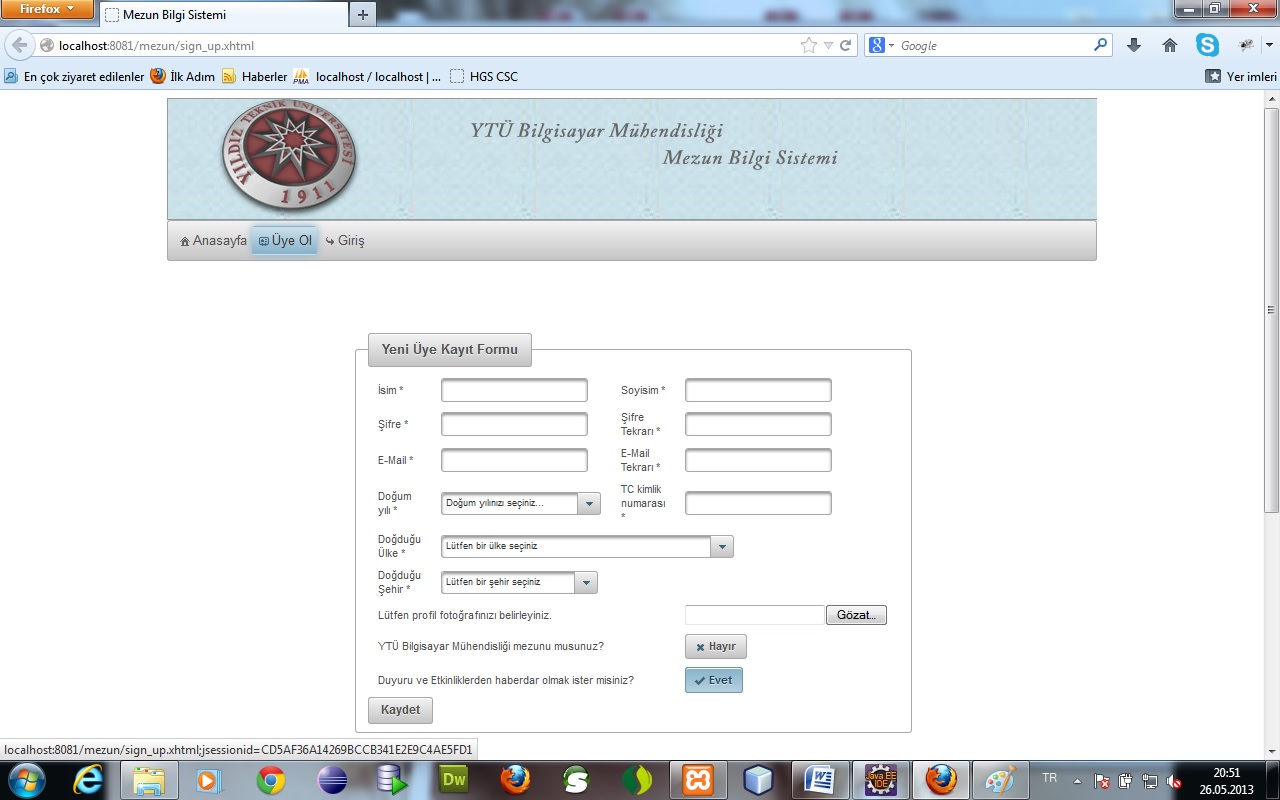 Firefox
Mezun Bilgi Sistemi
localhost:8081/mezun/sign_up.xhtml
Google
En çok ziyaret edilenler
İlk Adım
Haberler
localhost / localhost | ...
HGS CSC
Yer imleri
YILDIZ TEKNİK ÜNİVERSİTESİ
1911
YTÜ Bilgisayar Mühendisliği
Mezun Bilgi Sistemi
Anasayfa
Üye Ol
Giriş
Yeni Üye Kayıt Formu
İsim *
Soyisim *
Şifre *
Şifre
Tekrarı *
E-Mail *
E-Mail
Tekrarı *
Doğum
yılı *
Doğum yılınızı seçiniz...
TC kimlik
numarası
*
Doğduğu
Ülke *
Lütfen bir ülke seçiniz
Doğduğu
Şehir *
Lütfen bir şehir seçiniz
Lütfen profil fotoğrafınızı belirleyiniz.
Gözat...
YTÜ Bilgisayar Mühendisliği mezunu musunuz?
Hayır
Duyuru ve Etkinliklerden haberdar olmak ister misiniz?
Evet
Kaydet
localhost:8081/mezun/sign_up.xhtml;jsessionid=CD5AF36A14269BCCB341E2E9C4AE5FD1
Dw
Java EE
IDE
TR
20:51
26.05.2013